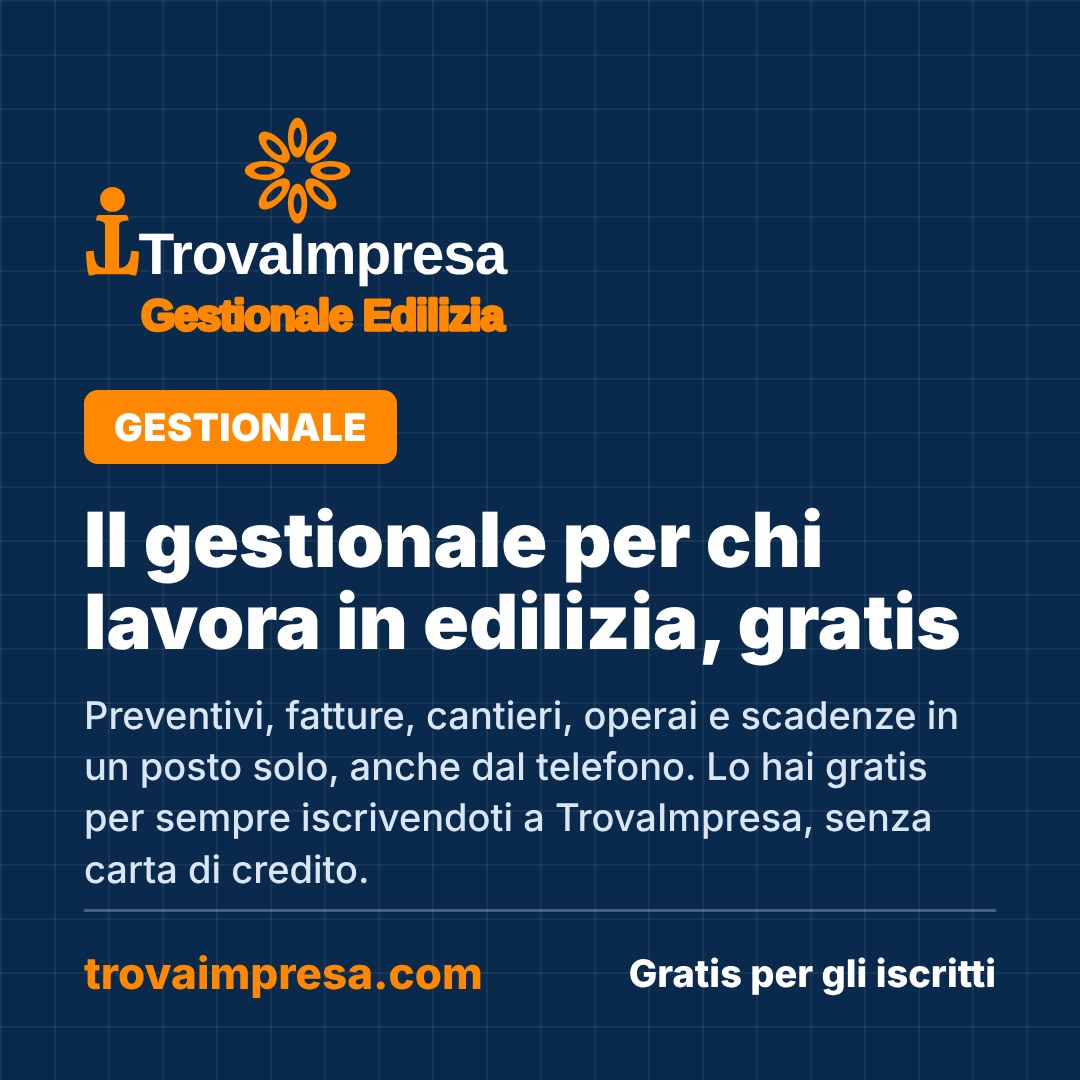 TrovaImpresa
Gestionale Edilizia
GESTIONALE
Il gestionale per chi
lavora in edilizia, gratis
Preventivi, fatture, cantieri, operai e scadenze in
un posto solo, anche dal telefono. Lo hai gratis
per sempre iscrivendoti a TrovaImpresa, senza
carta di credito.
trovaimpresa.com
Gratis per gli iscritti